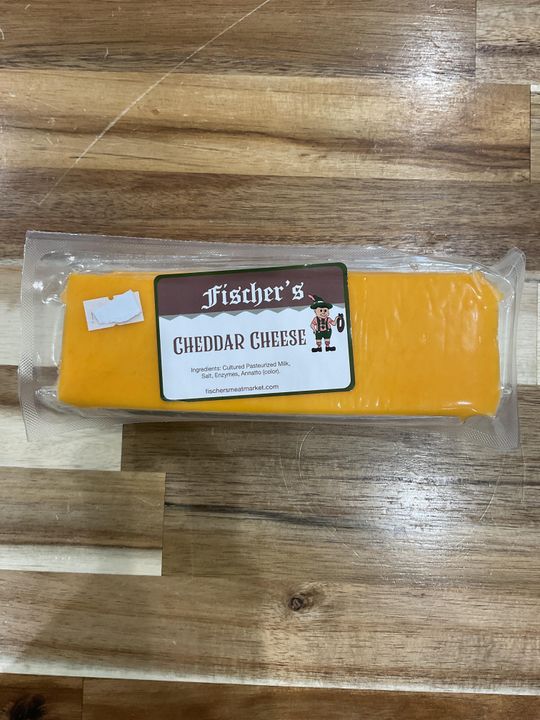 Fischer's
CHEDDAR CHEESE
Ingredients: Cultured Pasteurized Milk,
Salt, Enzymes, Annatto (color).
fischersmeatmarket.com